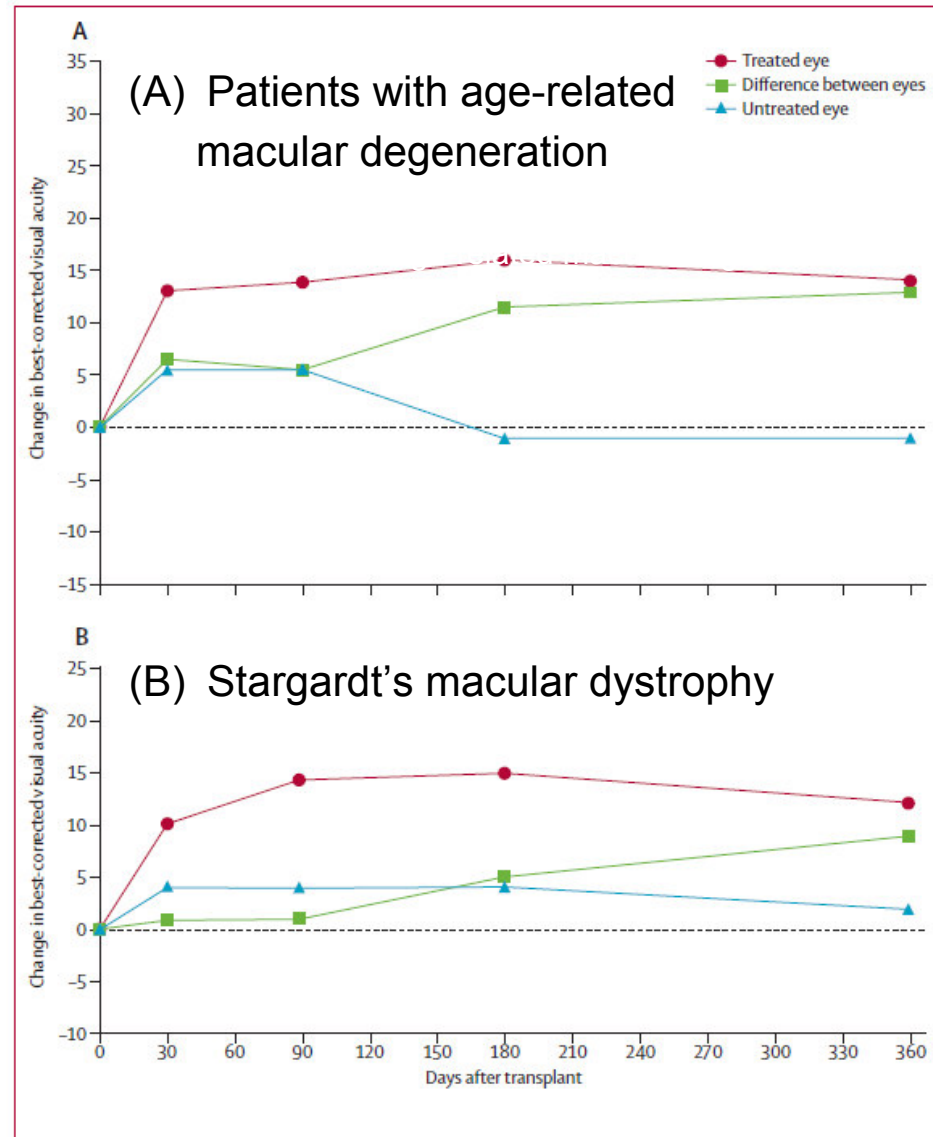 A
35
30
25
20
15
10
5
0
−5
−10
−15
Change in best-corrected visual acuity
(A) Patients with age-related
macular degeneration
Treated eye
Difference between eyes
Untreated eye
B
25
20
15
10
5
0
−5
−10
Change in best-corrected visual acuity
(B) Stargardt’s macular dystrophy
0 30 60 90 120 150 180 210 240 270 300 330 360
Days after transplant